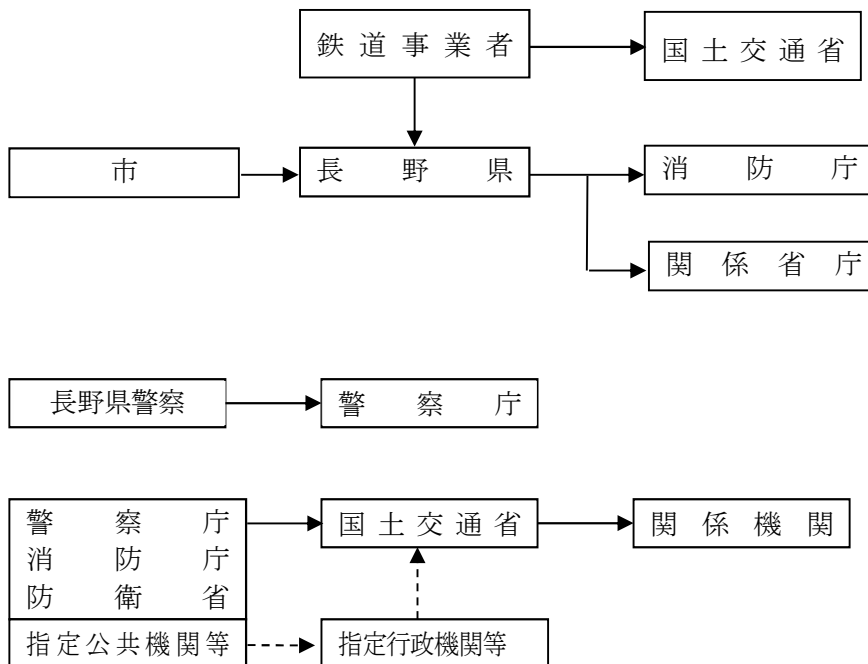 鉄道事業者
国土交通省
市
長野県
消防庁
関係省庁
長野県警察
警察庁
警察庁
国土交通省
関係機関
消防庁
防衛省
指定公共機関等
指定行政機関等